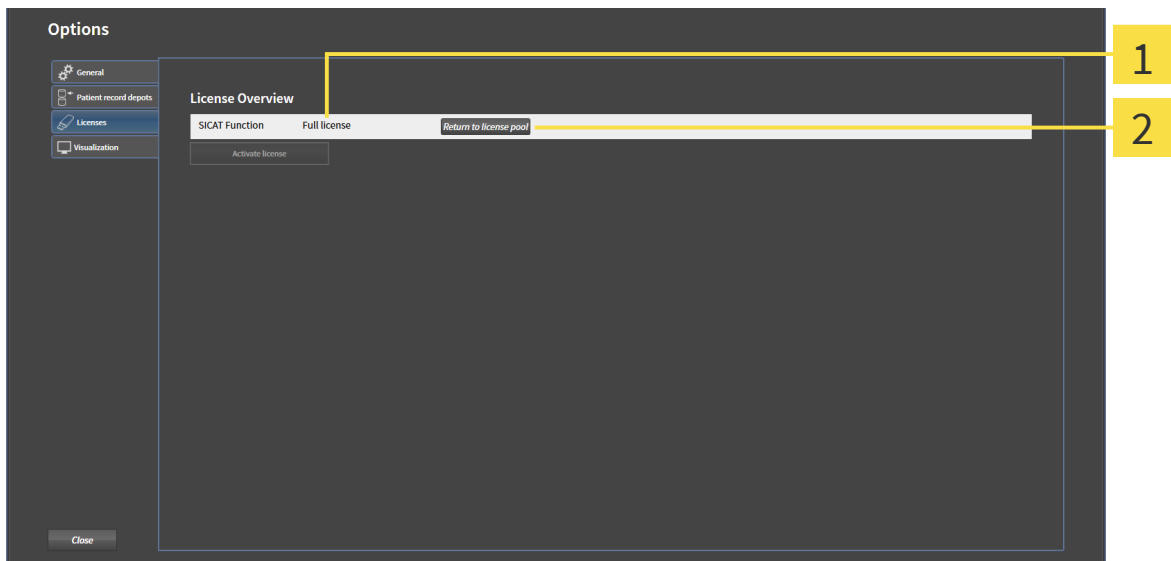 Options
General
Patient record depots
Licenses
Visualization
License Overview
SICAT Function Full license Return to license pool
Activate license
Close
1
2